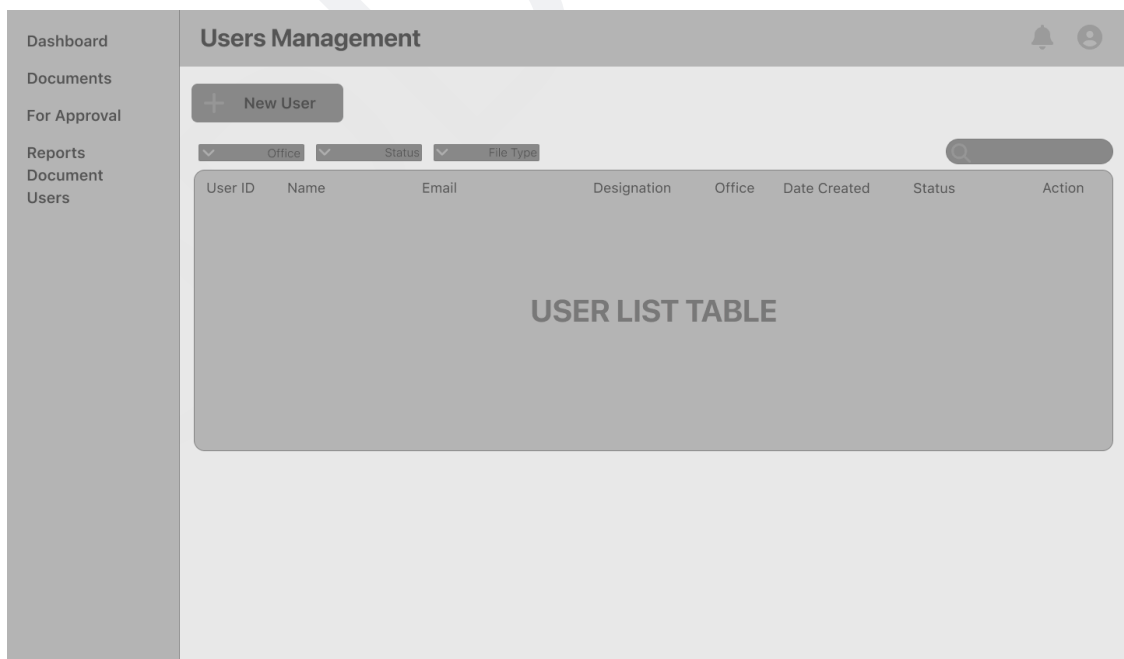 Dashboard
Documents
For Approval
Reports
Document
Users
Users Management
New User
Office Status File Type
User ID Name Email Designation Office Date Created Status Action
USER LIST TABLE